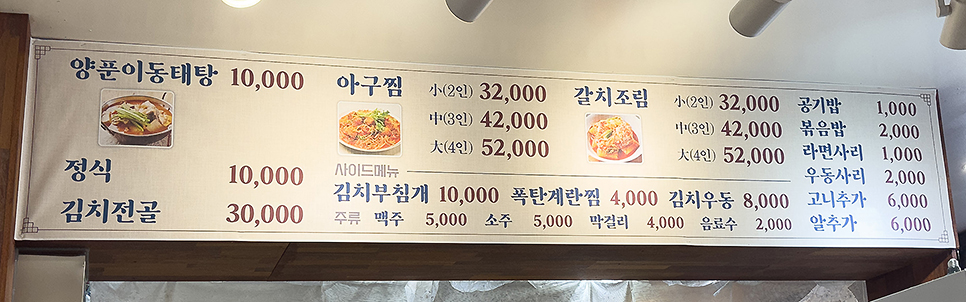 양푼이동태탕 10,000
정식 10,000
김치전골 30,000
아구찜 小(2인) 32,000
中(3인) 42,000
大(4인) 52,000
갈치조림 小(2인) 32,000
中(3인) 42,000
大(4인) 52,000
사이드메뉴
김치부침개 10,000 폭탄계란찜 4,000 김치우동 8,000
주류 맥주 5,000 소주 5,000 막걸리 4,000 음료수 2,000
공기밥 1,000
볶음밥 2,000
라면사리 1,000
우동사리 2,000
고니추가 6,000
알추가 6,000